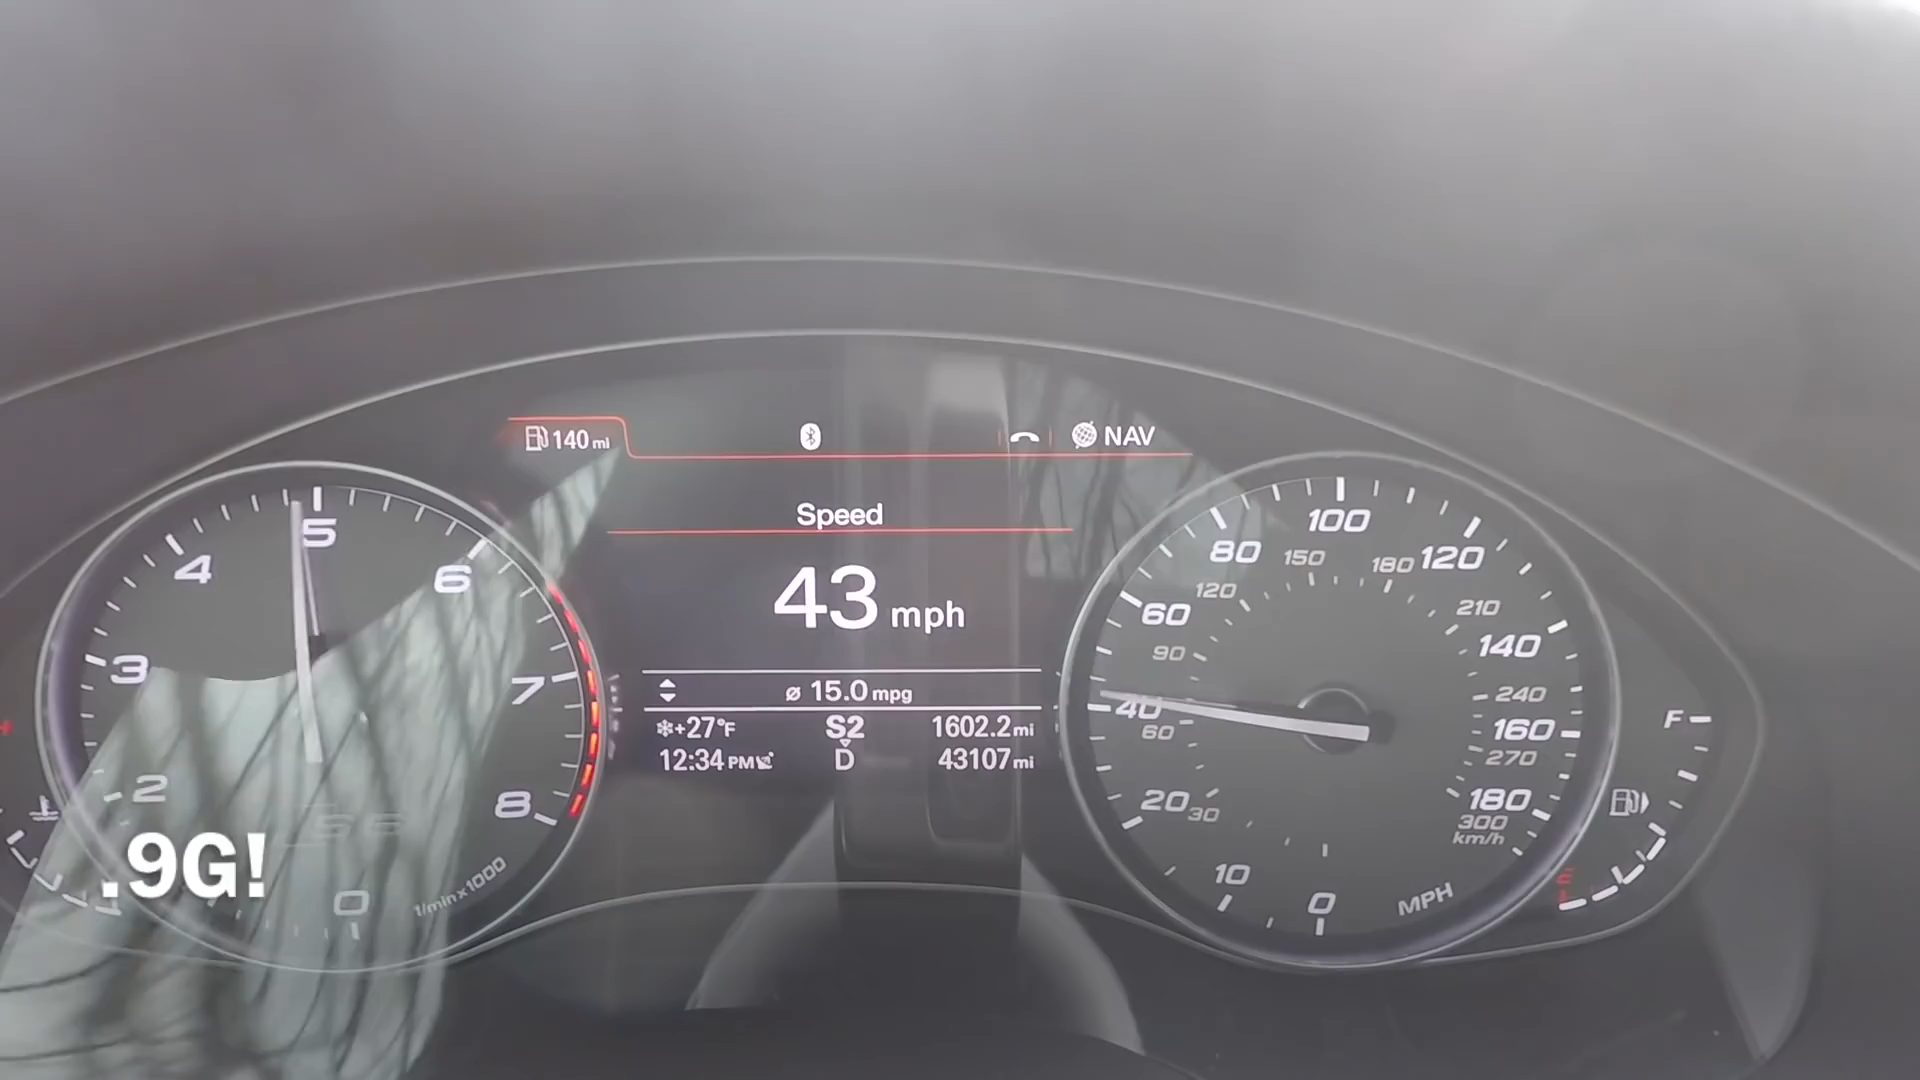 140 mi
NAV
Speed
43 mph
ø 15.0 mpg
+27°F
S2
1602.2 mi
12:34 PM
D
43107 mi
0
2
3
4
5
6
7
8
1/min x 1000
S6
0
10
20
40
60
80
100
120
140
160
180
MPH
30
60
90
120
150
180
210
240
270
300
km/h
F
.9G!